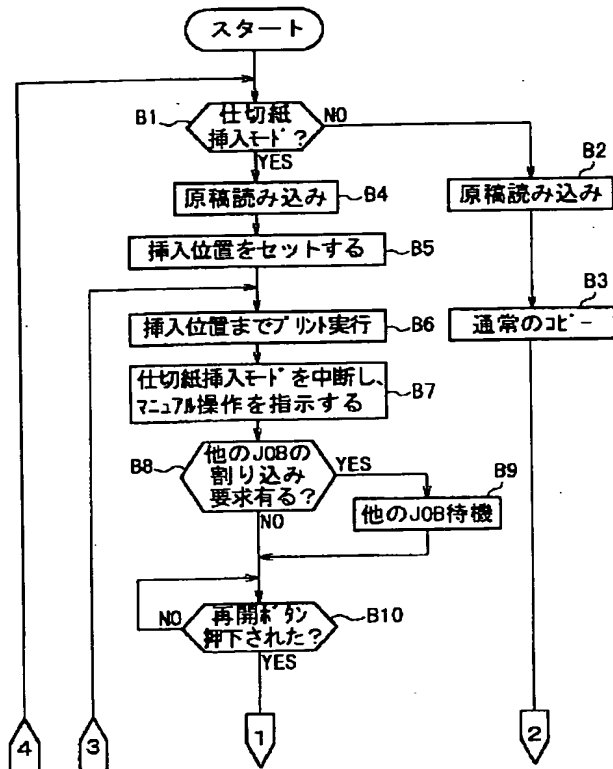 スタート
B1
仕切紙
挿入モード?
NO
YES
B2
原稿読み込み
原稿読み込み
B4
挿入位置をセットする
B5
B3
通常のコピー
挿入位置までプリント実行
B6
仕切紙挿入モードを中断し、
マニュアル操作を指示する
B7
B8
他のJOBの
割り込み
要求有る?
YES
NO
B9
他のJOB待機
NO
再開ボタン
押下された?
B10
YES
4
3
1
2